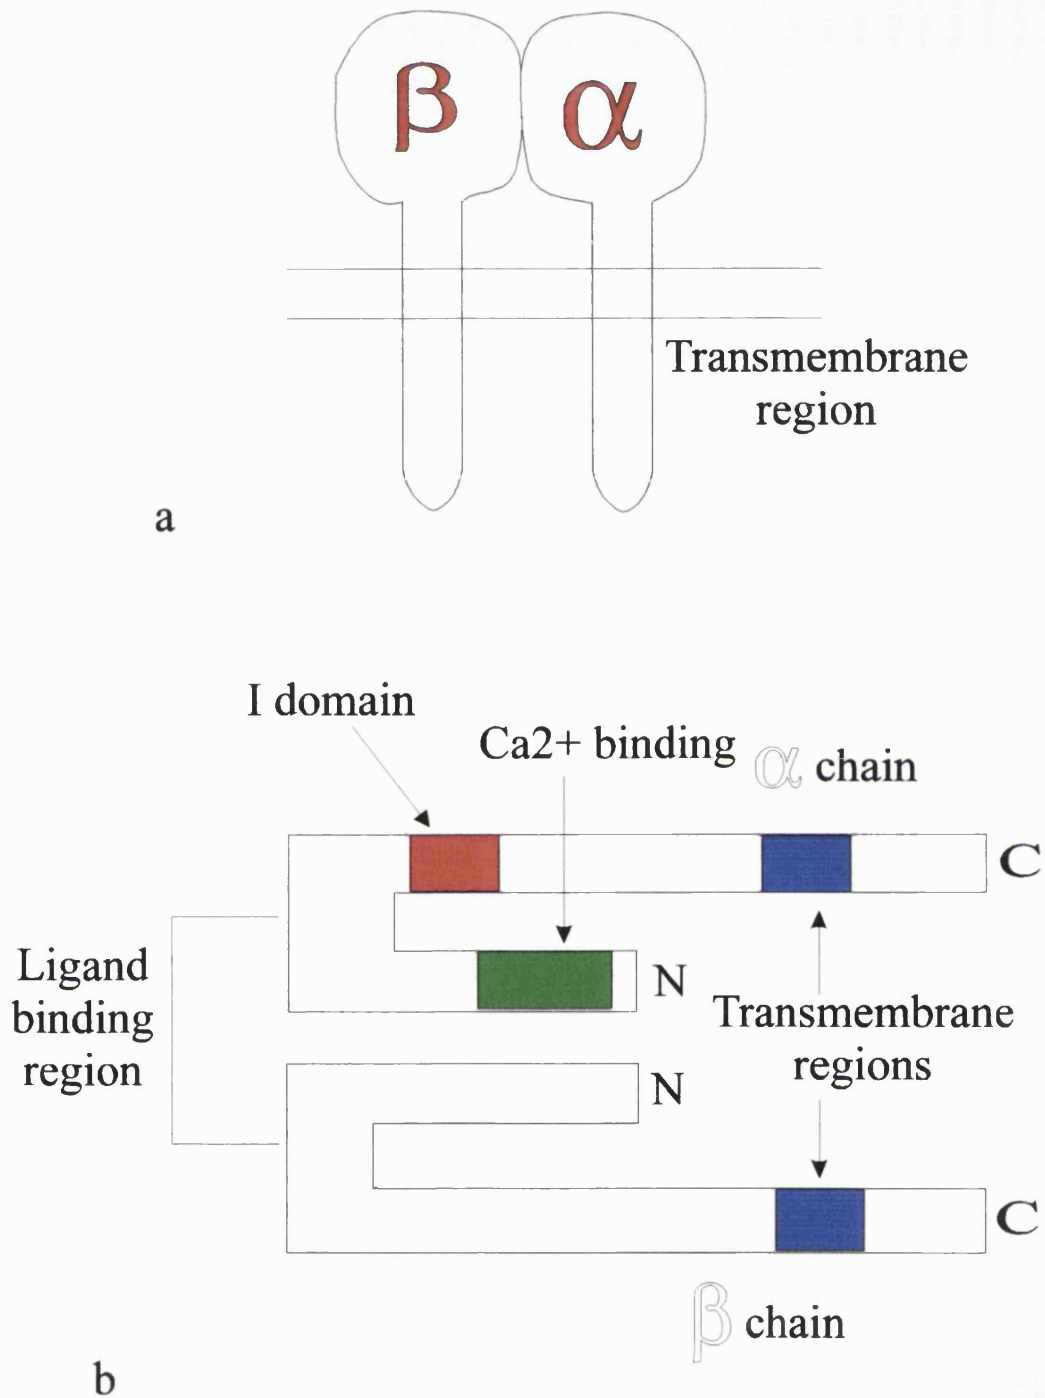 β α
Transmembrane
region
a
I domain
Ca2+ binding
α chain
C
N
Ligand
binding
region
Transmembrane
regions
N
C
β chain
b